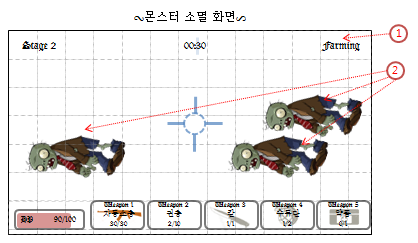 ∾몬스터 소멸 화면∽
Stage 2 00:30 Farming
1
2
HP 90/100
Weapon 1 Weapon 2 Weapon 3 Weapon 4 Weapon 5
권총 칼 수류탄
30/30 2/10 1/1 1/2 0/1